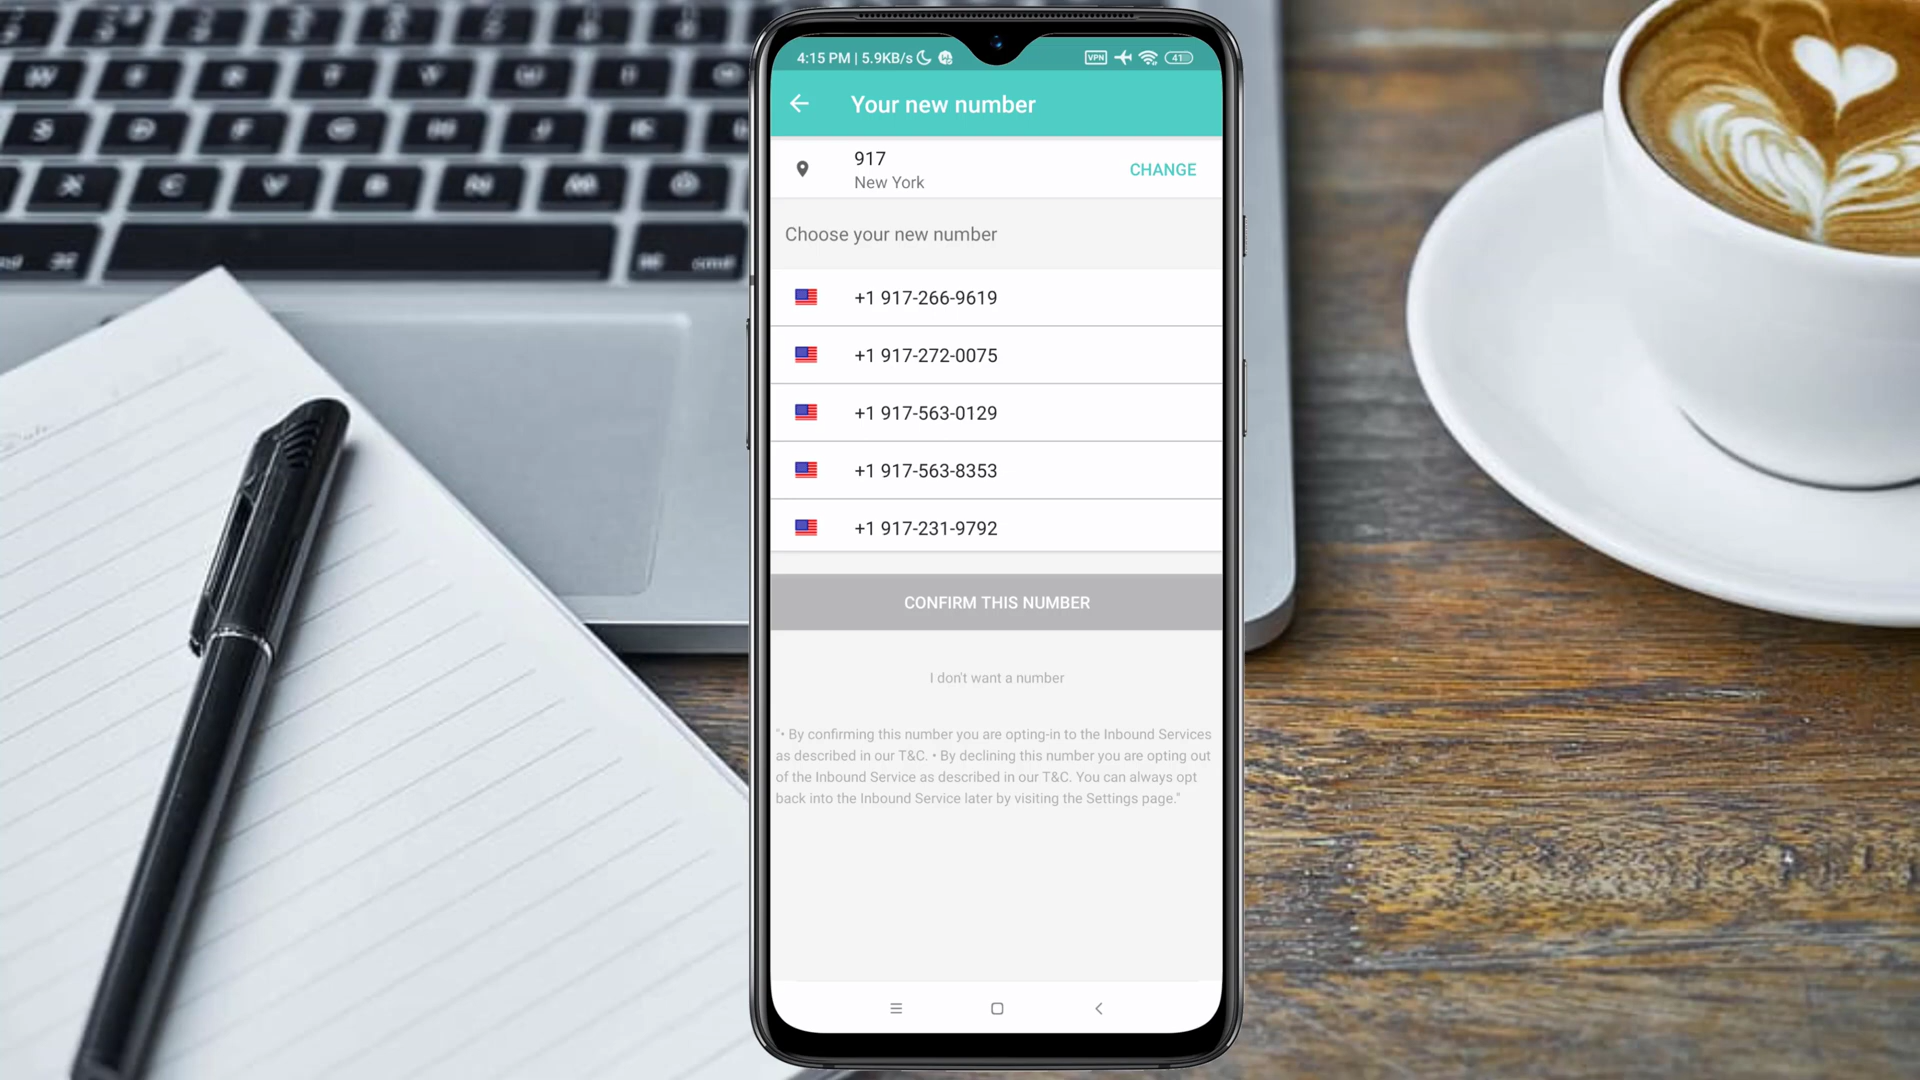 4:15 PM | 5.9KB/s
VPN
41
Your new number
917
New York
CHANGE
Choose your new number
+1 917-266-9619
+1 917-272-0075
+1 917-563-0129
+1 917-563-8353
+1 917-231-9792
CONFIRM THIS NUMBER
I don't want a number
"• By confirming this number you are opting-in to the Inbound Services
as described in our T&C. • By declining this number you are opting out
of the Inbound Service as described in our T&C. You can always opt
back into the Inbound Service later by visiting the Settings page."
W E R T Y U I O
S D F G H J K L
X C V B N M
cmd